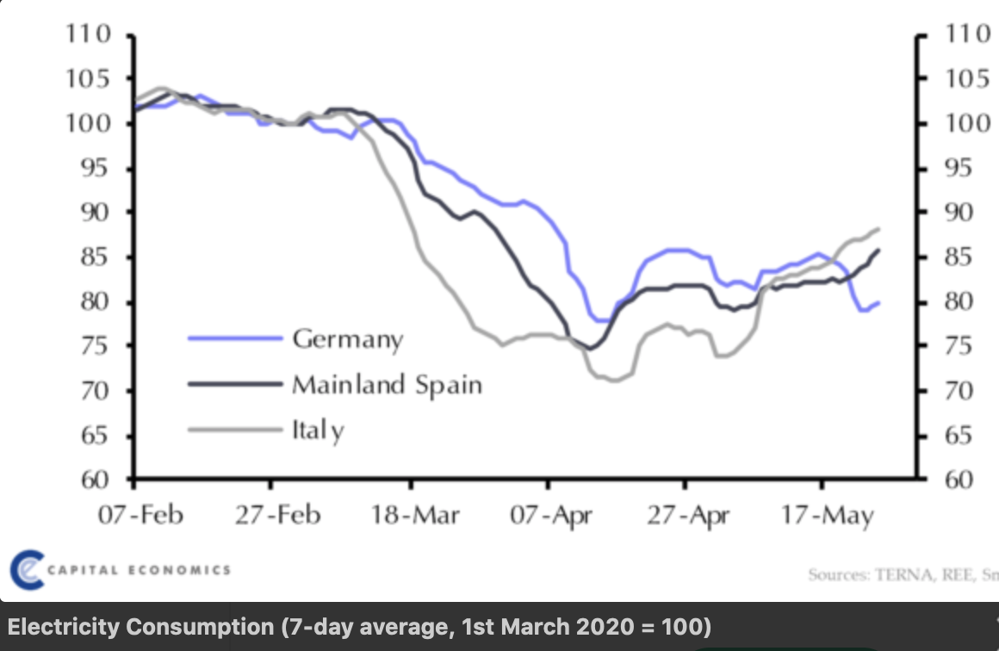 110 110
105 105
100 100
95 95
90 90
85 85
80 80
75 Germany 75
70 Mainland Spain 70
65 Italy 65
60 60
07-Feb 27-Feb 18-Mar 07-Apr 27-Apr 17-May
CAPITAL ECONOMICS
Sources: TERNA, REE,
Electricity Consumption (7-day average, 1st March 2020 = 100)